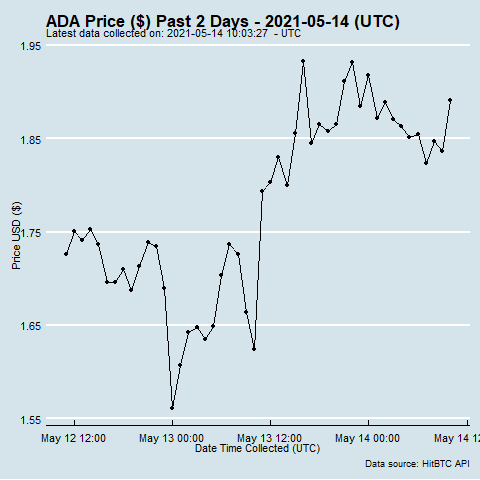 ADA Price ($) Past 2 Days - 2021-05-14 (UTC)
Latest data collected on: 2021-05-14 10:03:27  - UTC
1.95
1.85
1.75
1.65
1.55
Price USD ($)
May 12 12:00
May 13 00:00
May 13 12:00
May 14 00:00
May 14 12
Date Time Collected (UTC)
Data source: HitBTC API